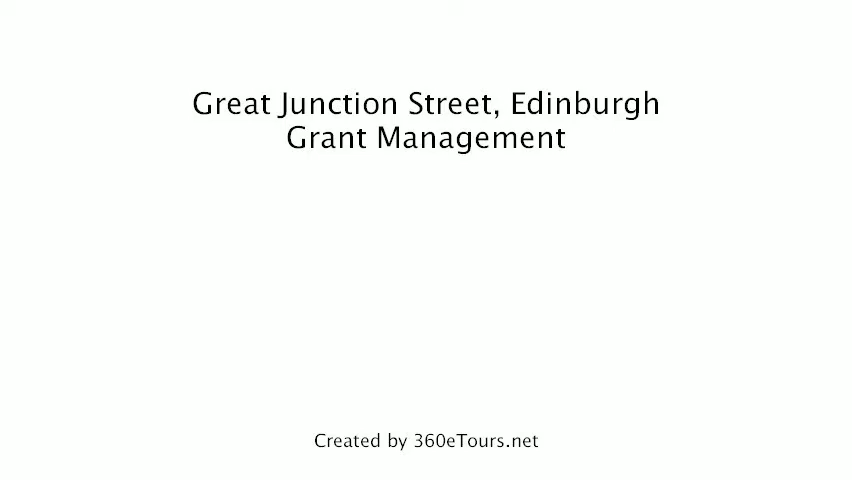 Great Junction Street, Edinburgh
Grant Management
Created by 360eTours.net